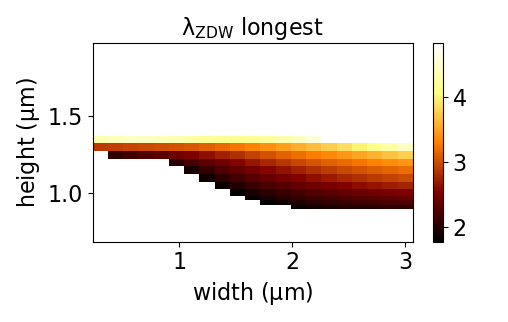 λZDW longest
height (μm)
1.5
1.0
1
2
3
width (μm)
4
3
2